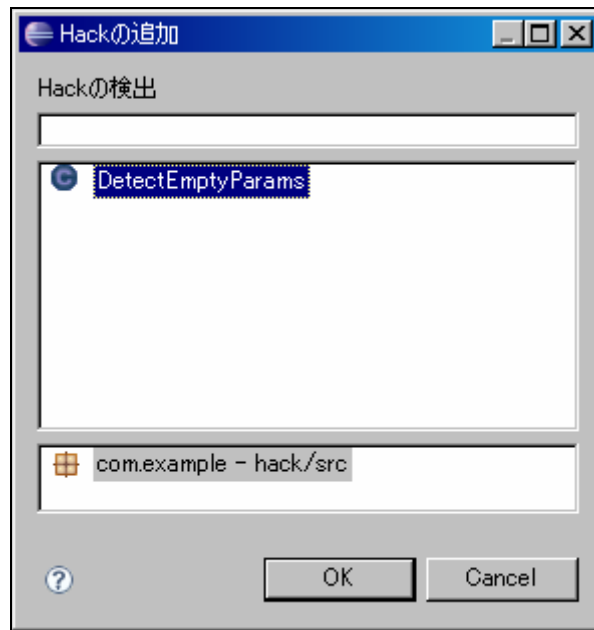 Hackの追加
Hackの検出
DetectEmptyParams
com.example - hack/src
?
OK
Cancel